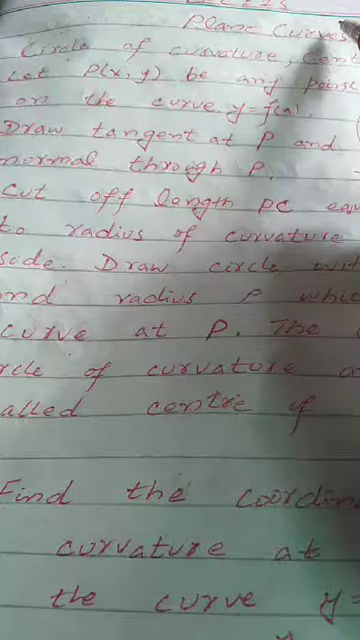 Plane Curve
Circle of curvature, Cent
Let P(x, y) be any point
on the curve y=f(x).
Draw tangent at P and
normal through P.
cut off length PC equ
to radius of curvature
side. Draw circle with
and radius ρ whic
curve at P. The
rcle of curvature a
alled centre of
Find the coordin
curvature at
the curve y=